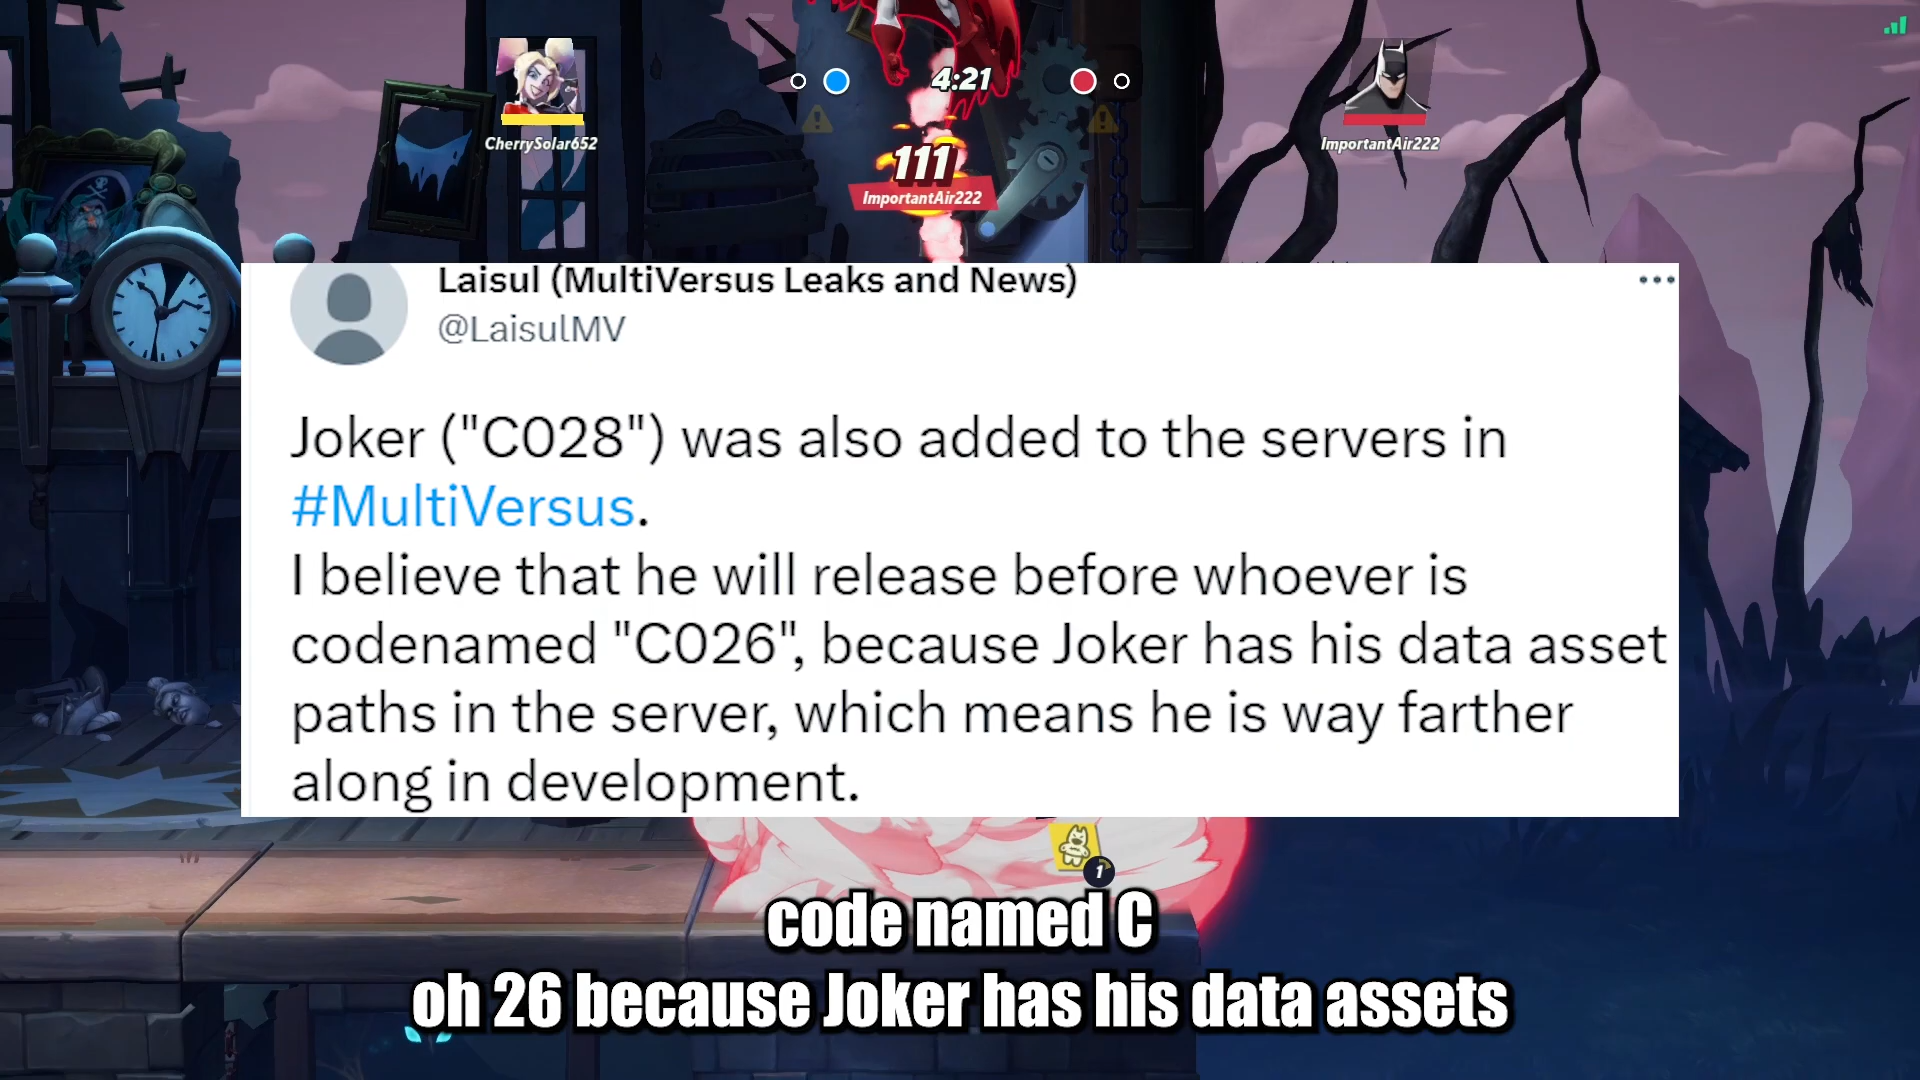 4:21
CherrySolar652
ImportantAir222
111
ImportantAir222
Laisul (MultiVersus Leaks and News)
@LaisulMV
Joker ("C028") was also added to the servers in
#MultiVersus.
I believe that he will release before whoever is
codenamed "C026", because Joker has his data asset
paths in the server, which means he is way farther
along in development.
1
code named C
oh 26 because Joker has his data assets